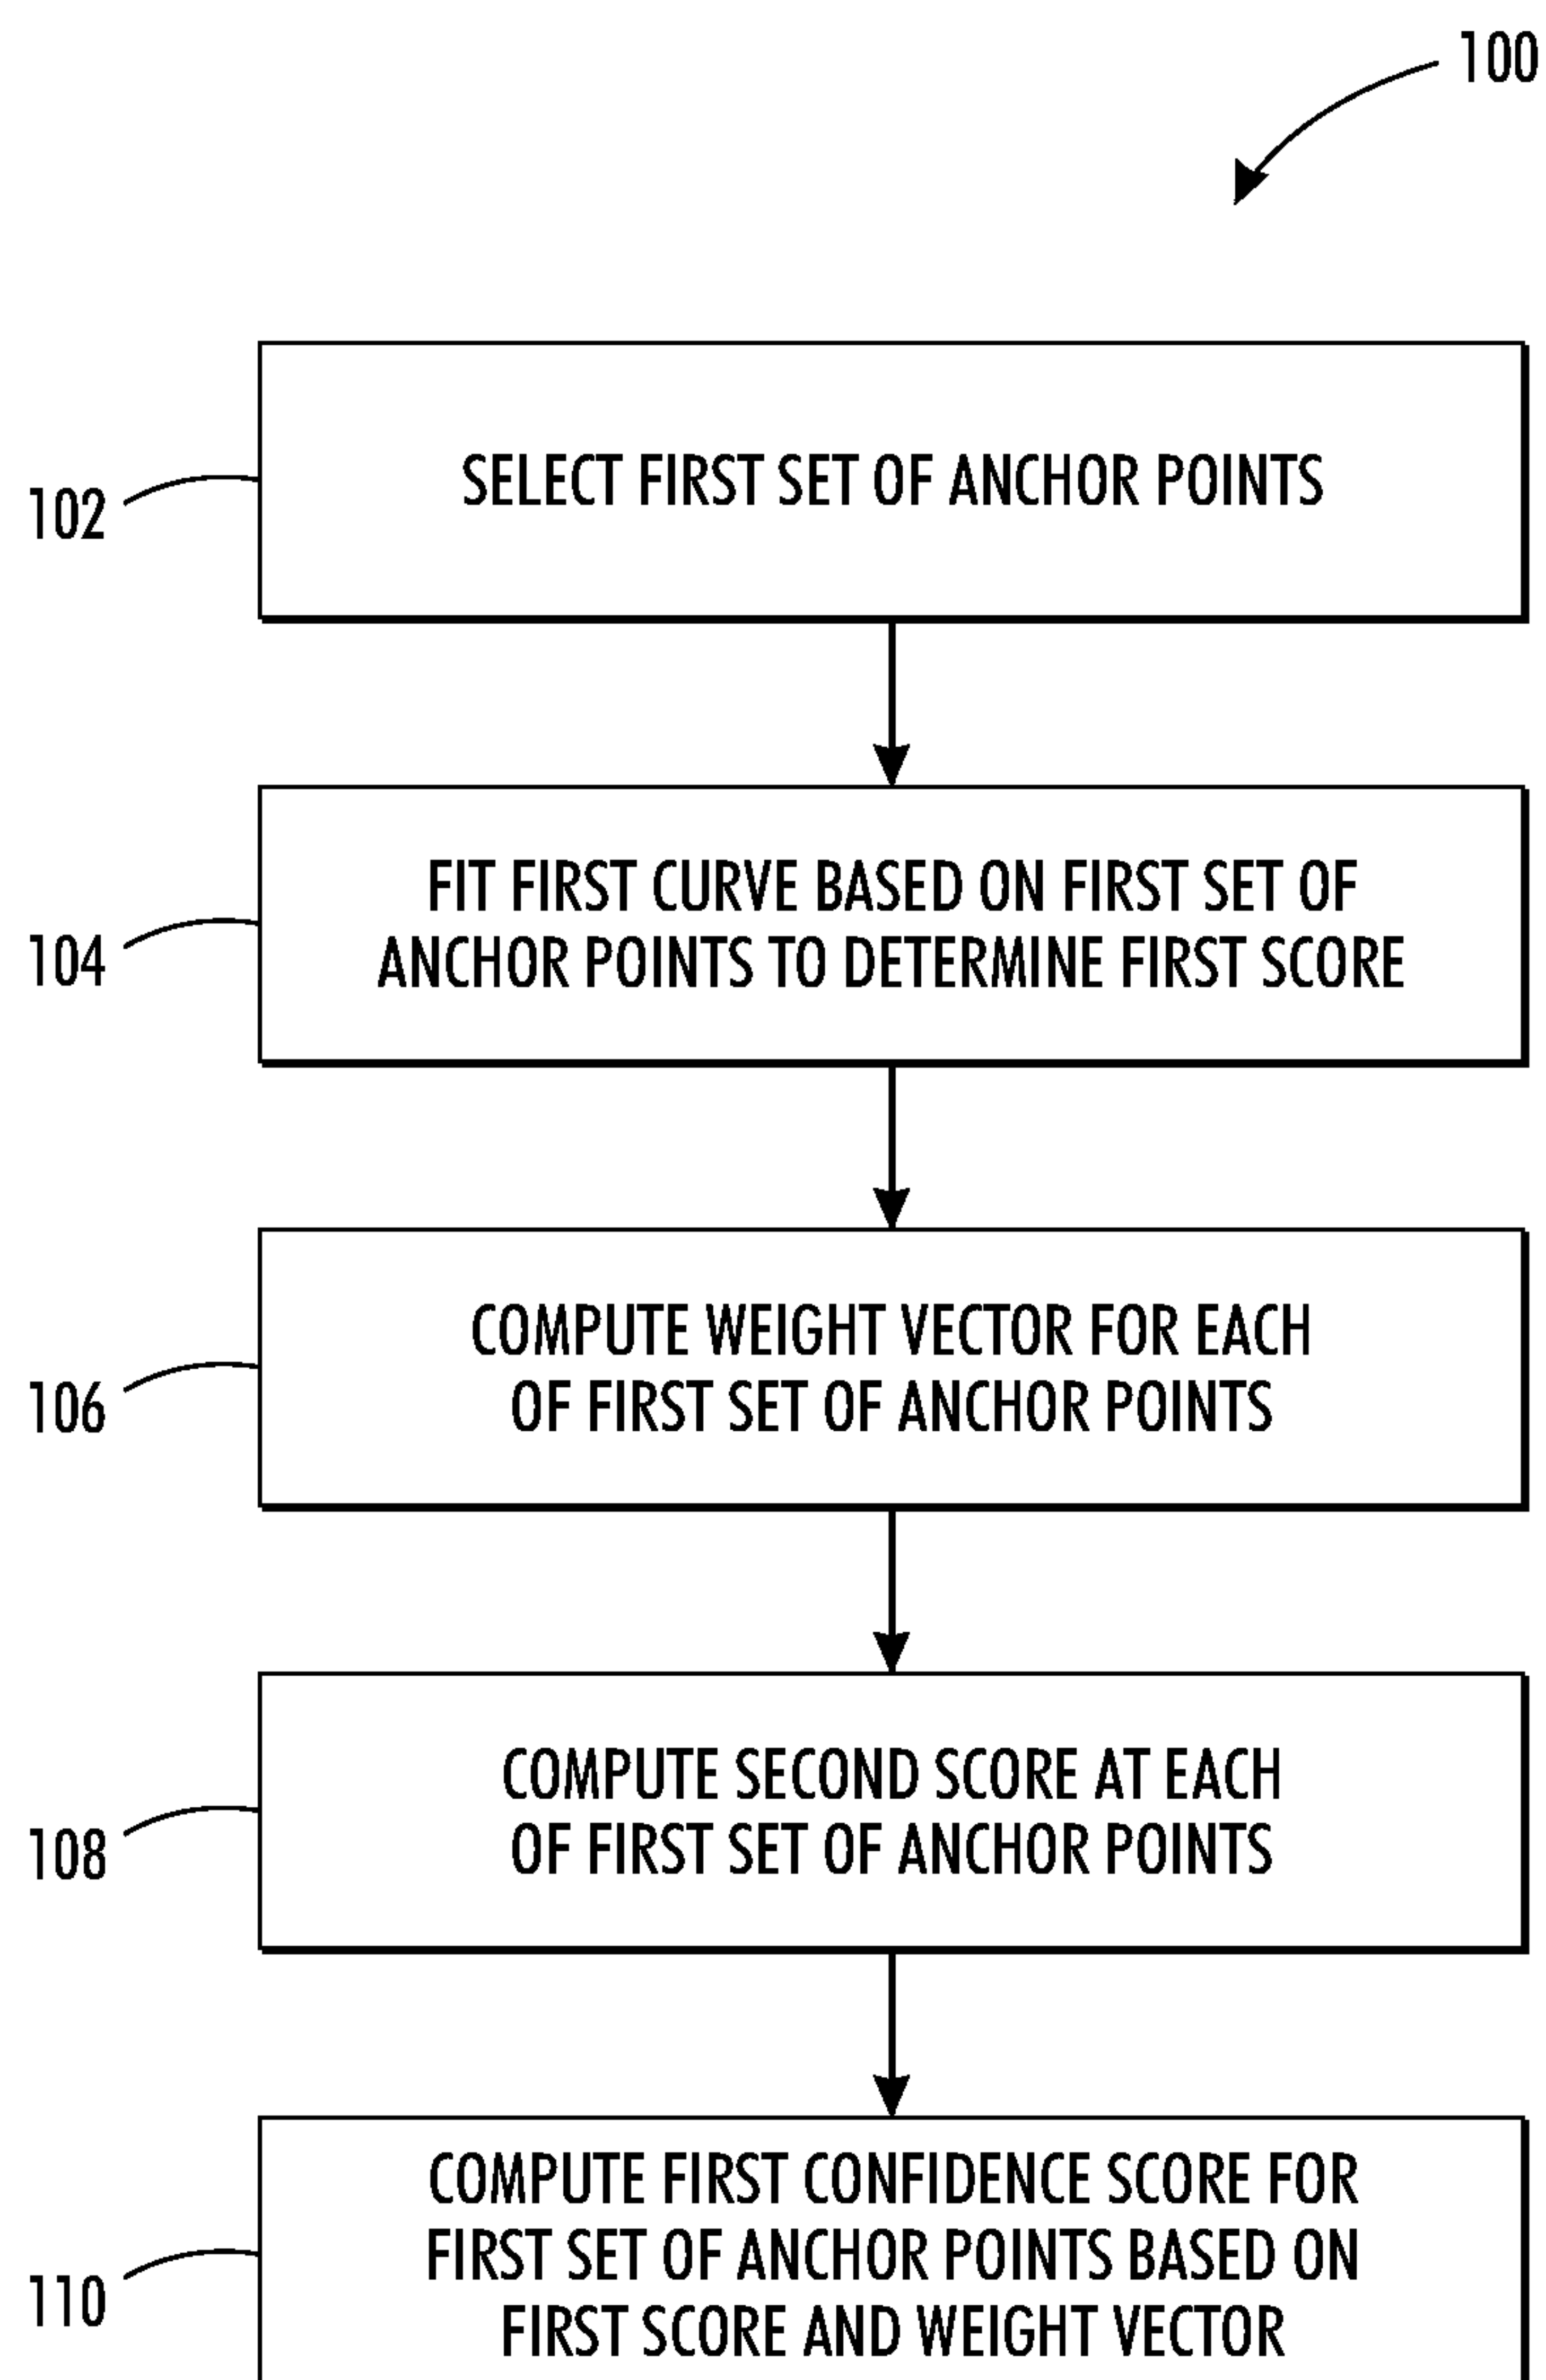 100
102
SELECT FIRST SET OF ANCHOR POINTS
104
FIT FIRST CURVE BASED ON FIRST SET OF
ANCHOR POINTS TO DETERMINE FIRST SCORE
106
COMPUTE WEIGHT VECTOR FOR EACH
OF FIRST SET OF ANCHOR POINTS
108
COMPUTE SECOND SCORE AT EACH
OF FIRST SET OF ANCHOR POINTS
110
COMPUTE FIRST CONFIDENCE SCORE FOR
FIRST SET OF ANCHOR POINTS BASED ON
FIRST SCORE AND WEIGHT VECTOR